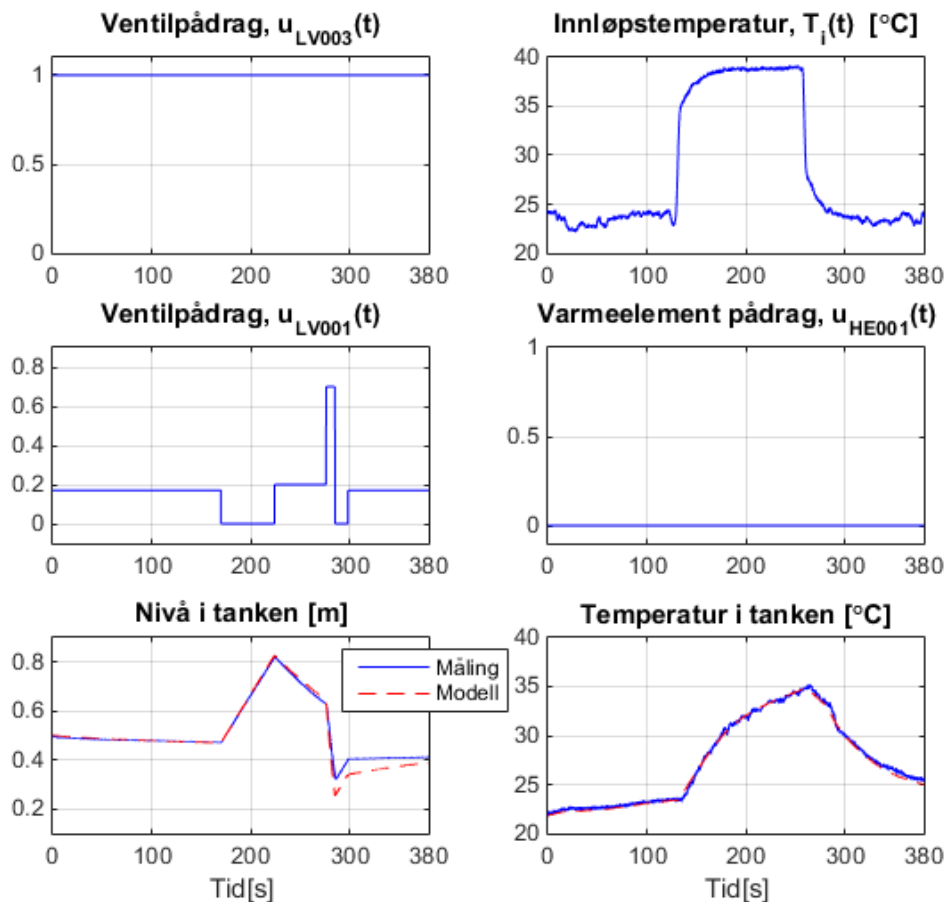 Ventilpådrag, u_LV003(t)
1
0.5
0
0 100 200 300 380
Innløpstemperatur, T_i(t) [°C]
40
35
30
25
20
0 100 200 300 380
Ventilpådrag, u_LV001(t)
0.8
0.6
0.4
0.2
0
0 100 200 300 380
Varmeelement pådrag, u_HE001(t)
1
0.5
0
0 100 200 300 380
Nivå i tanken [m]
0.8
0.6
0.4
0.2
0 100 200 300 380
Tid[s]
Måling
Modell
Temperatur i tanken [°C]
40
35
30
25
20
0 100 200 300 380
Tid[s]